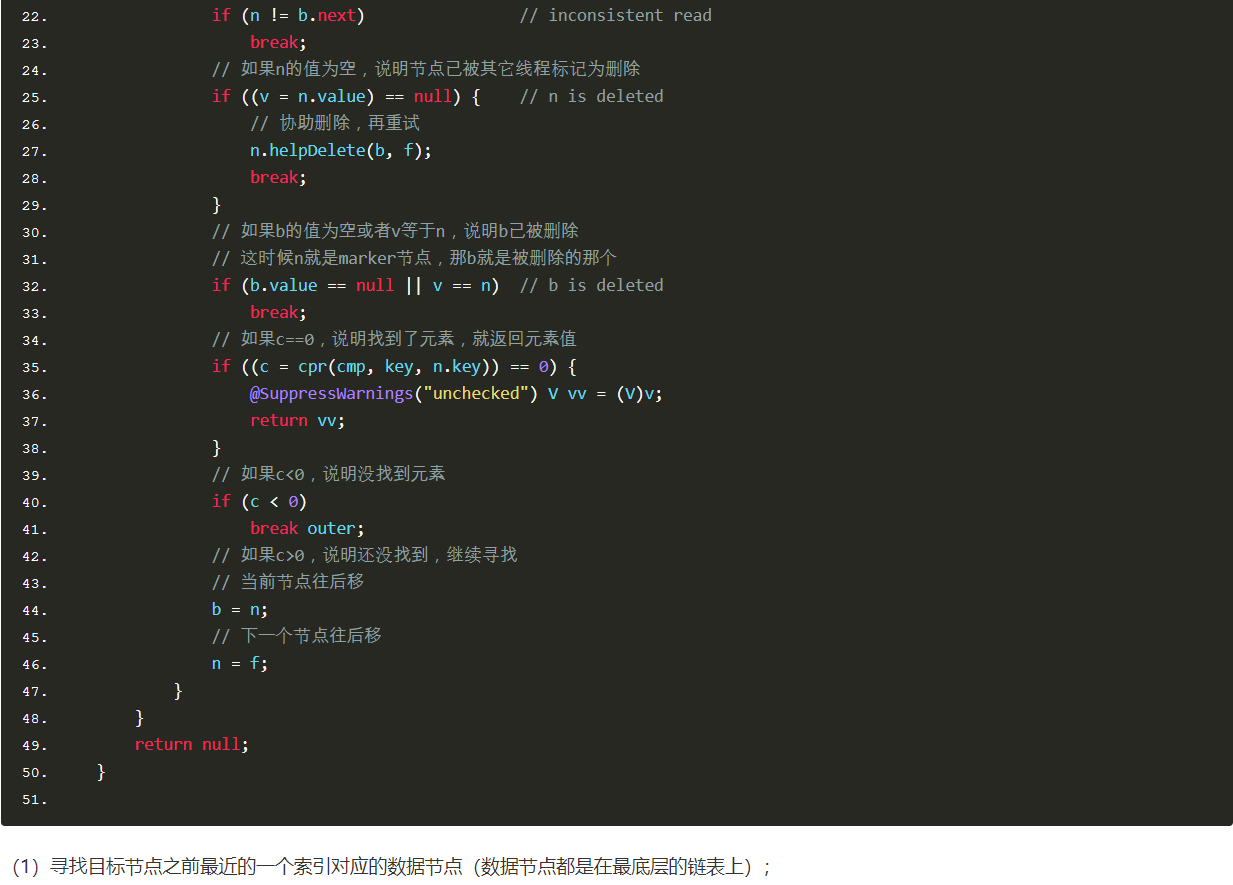 22.                 if (n != b.next)                // inconsistent read
23.                     break;
24.                 // 如果n的值为空，说明节点已被其它线程标记为删除
25.                 if ((v = n.value) == null) {    // n is deleted
26.                     // 协助删除，再重试
27.                     n.helpDelete(b, f);
28.                     break;
29.                 }
30.                 // 如果b的值为空或者v等于n，说明b已被删除
31.                 // 这时候n就是marker节点，那b就是被删除的那个
32.                 if (b.value == null || v == n)  // b is deleted
33.                     break;
34.                 // 如果c==0，说明找到了元素，就返回元素值
35.                 if ((c = cpr(cmp, key, n.key)) == 0) {
36.                     @SuppressWarnings("unchecked") V vv = (V)v;
37.                     return vv;
38.                 }
39.                 // 如果c<0，说明没找到元素
40.                 if (c < 0)
41.                     break outer;
42.                 // 如果c>0，说明还没找到，继续寻找
43.                 // 当前节点往后移
44.                 b = n;
45.                 // 下一个节点往后移
46.                 n = f;
47.             }
48.         }
49.         return null;
50.     }
51.
（1）寻找目标节点之前最近的一个索引对应的数据节点（数据节点都是在最底层的链表上）；